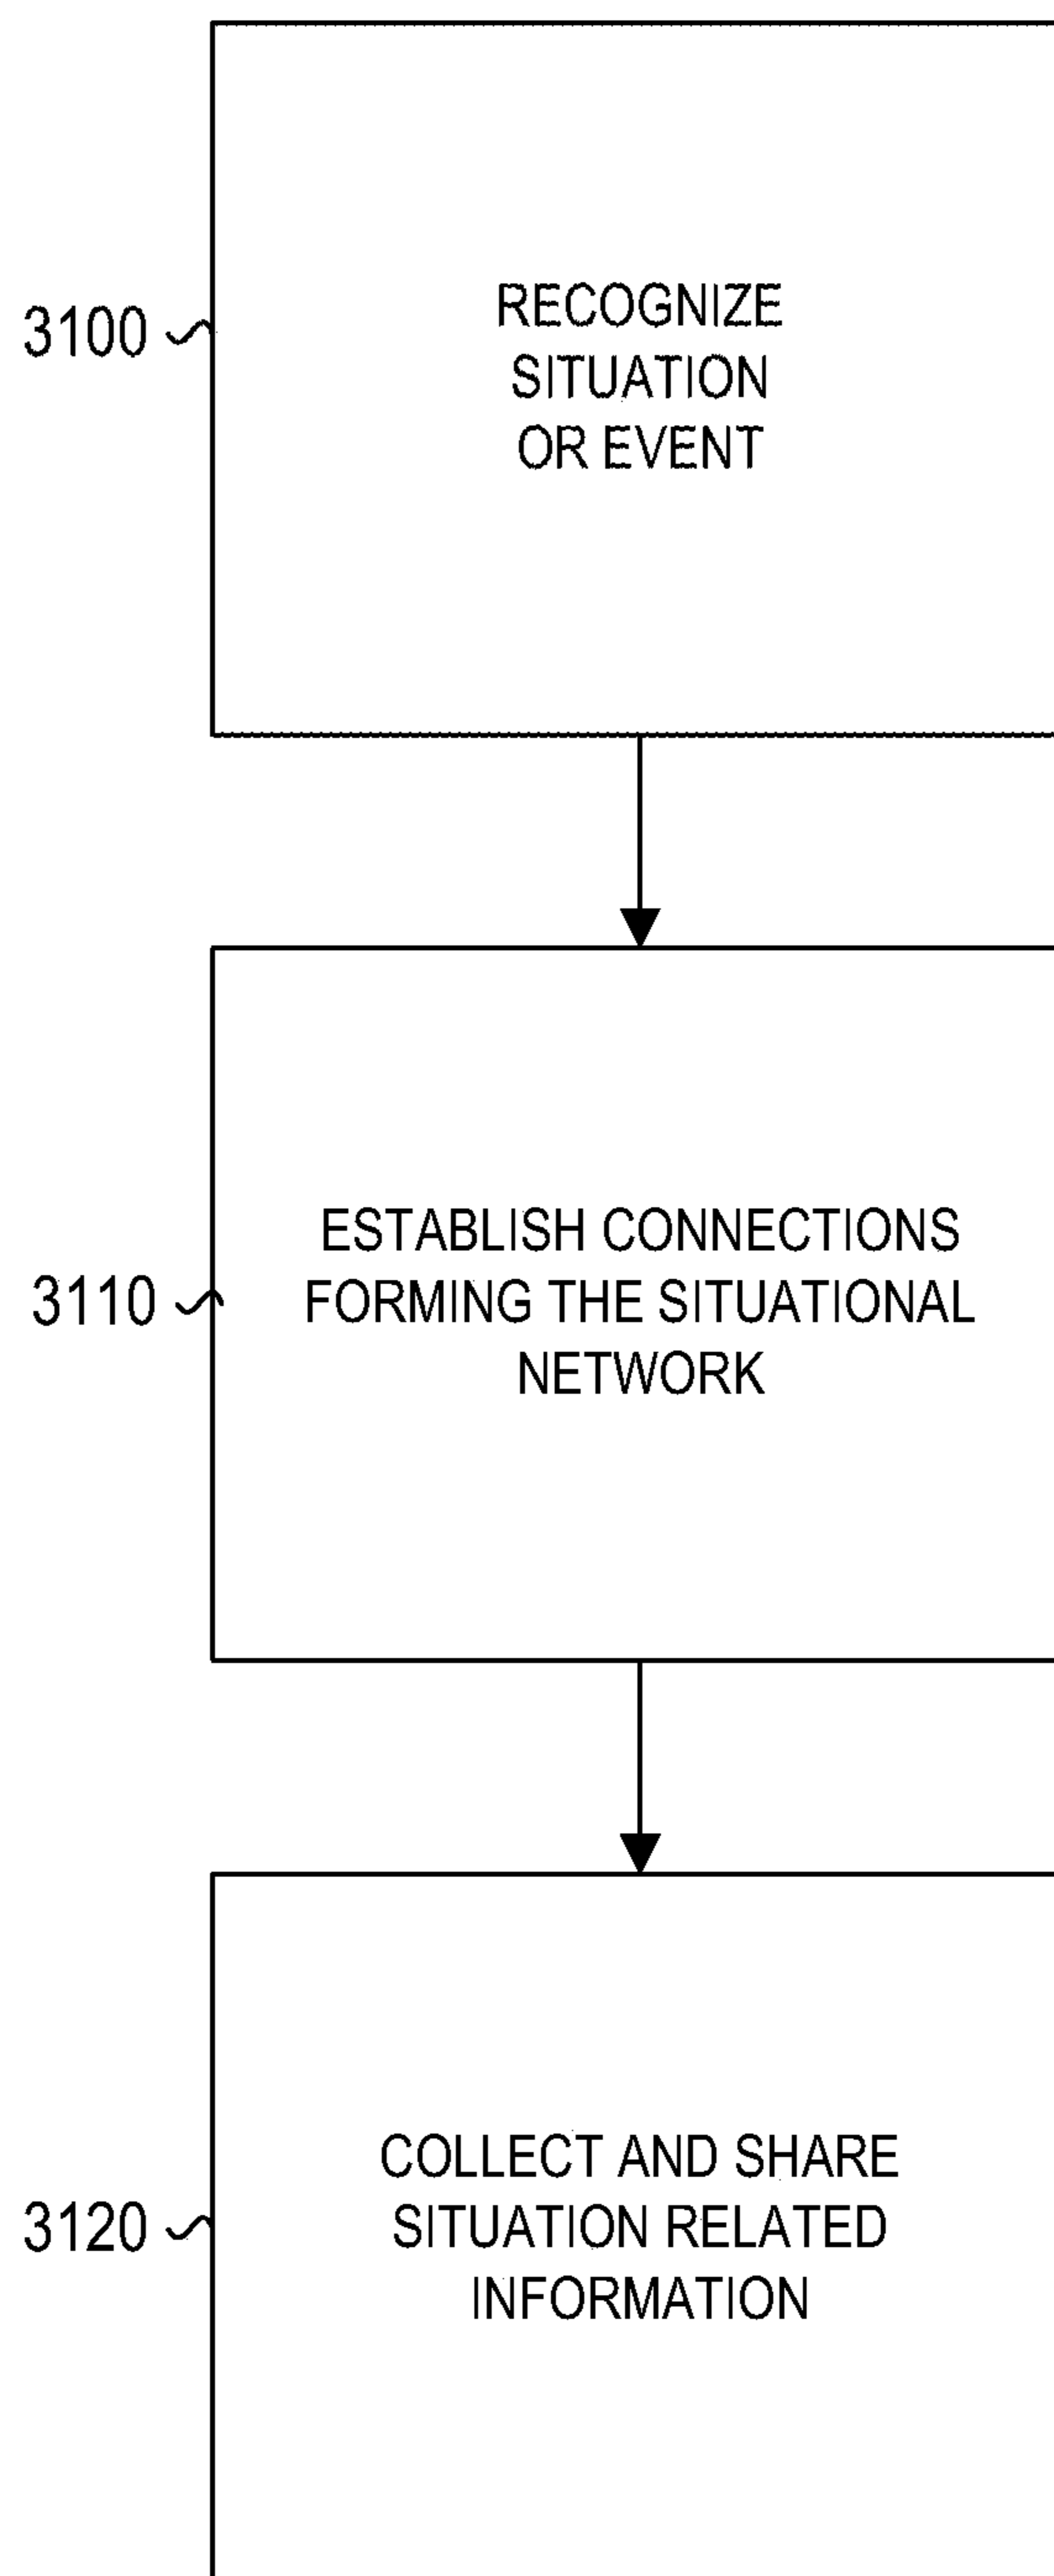 3100
RECOGNIZE
SITUATION
OR EVENT
3110
ESTABLISH CONNECTIONS
FORMING THE SITUATIONAL
NETWORK
3120
COLLECT AND SHARE
SITUATION RELATED
INFORMATION